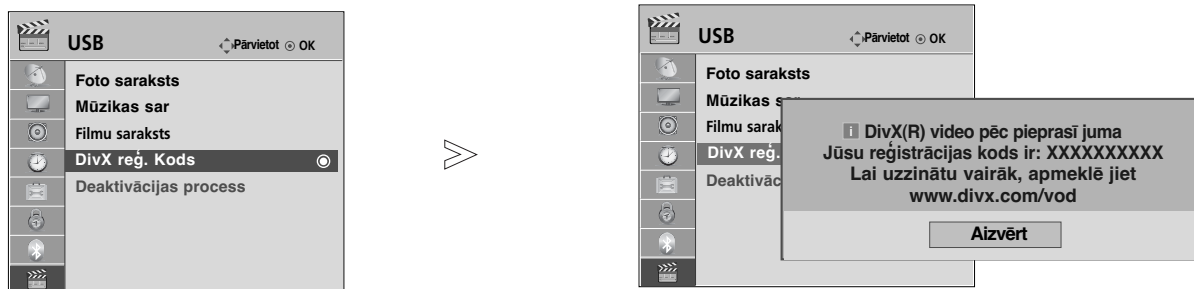 USB
Pārvietot OK
Foto saraksts
Mūzikas sar
Filmu saraksts
DivX reģ. Kods
Deaktivācijas process
USB
Pārvietot OK
Foto saraksts
Mūzikas sar
Filmu sarak
DivX reģ.
Deaktivāc
i DivX(R) video pēc pieprasī juma
Jūsu reģistrācijas kods ir: XXXXXXXXXX
Lai uzzinātu vairāk, apmeklē jiet
www.divx.com/vod
Aizvērt